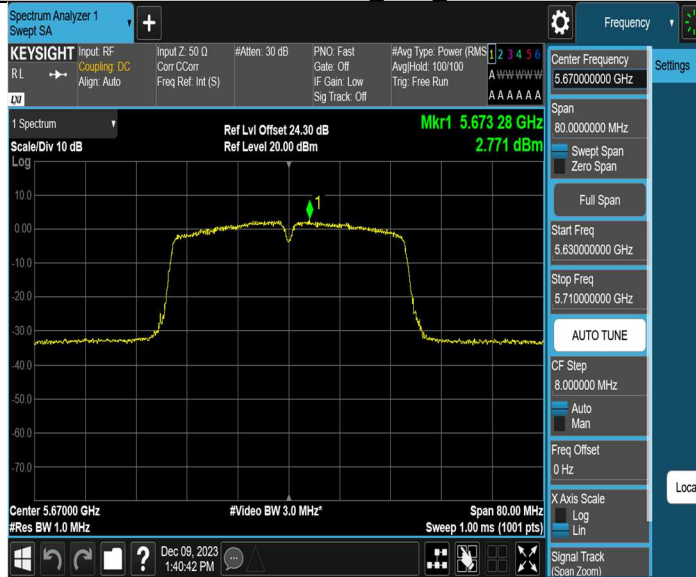 Spectrum Analyzer 1
Swept SA
+
Frequency
KEYSIGHT
RL
LXI
Input: RF
Coupling: DC
Align: Auto
Input Z: 50 Ω
Corr CCorr
Freq Ref: Int (S)
#Atten: 30 dB
PNO: Fast
Gate: Off
IF Gain: Low
Sig Track: Off
#Avg Type: Power (RMS
Avg|Hold: 100/100
Trig: Free Run
1 2 3 4 5 6
A W W W W W
A A A A A A
1 Spectrum
Scale/Div 10 dB
Ref Lvl Offset 24.30 dB
Ref Level 20.00 dBm
Mkr1 5.673 28 GHz
2.771 dBm
Log
10.0
0.00
-10.0
-20.0
-30.0
-40.0
-50.0
-60.0
-70.0
1
Center 5.67000 GHz
#Res BW 1.0 MHz
#Video BW 3.0 MHz*
Span 80.00 MHz
Sweep 1.00 ms (1001 pts)
Center Frequency
5.670000000 GHz
Settings
Span
80.0000000 MHz
Swept Span
Zero Span
Full Span
Start Freq
5.630000000 GHz
Stop Freq
5.710000000 GHz
AUTO TUNE
CF Step
8.000000 MHz
Auto
Man
Freq Offset
0 Hz
Loca
X Axis Scale
Log
Lin
Signal Track
(Span Zoom)
?
Dec 09, 2023
1:40:42 PM